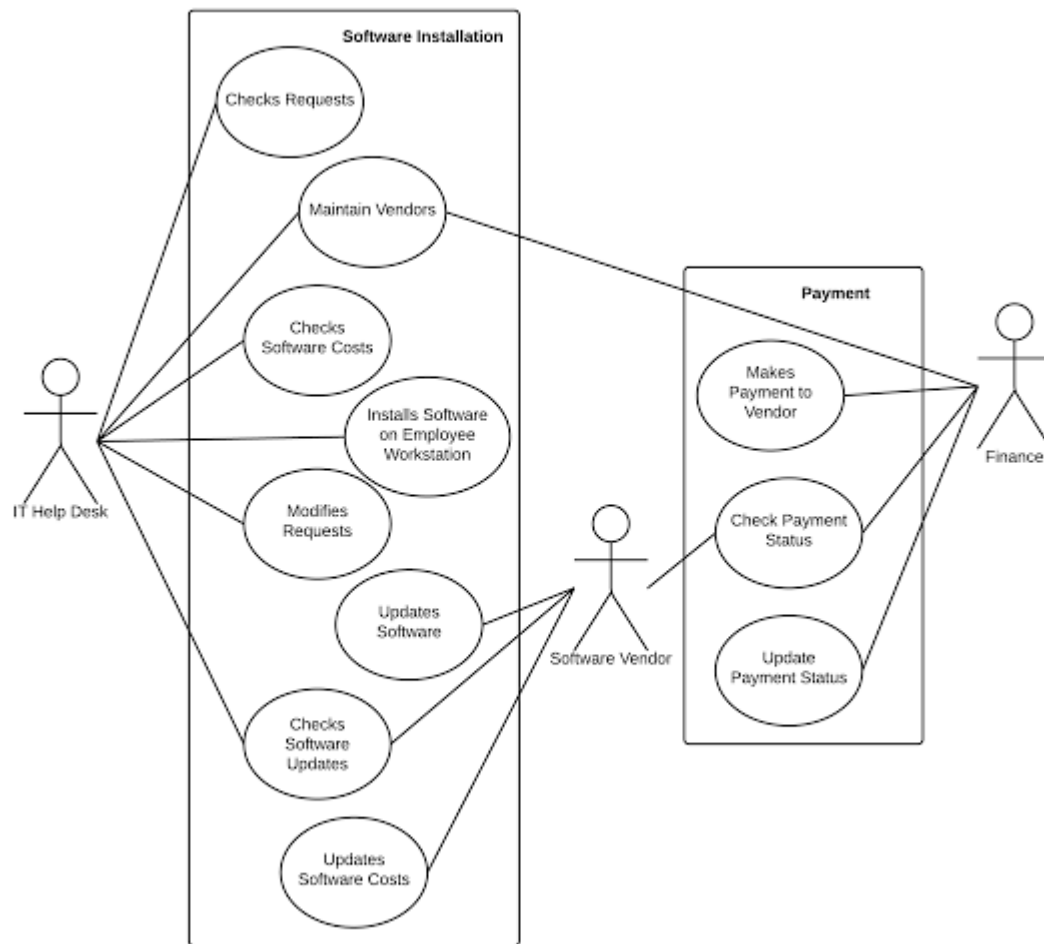 Software Installation
Checks Requests
Maintain Vendors
Checks
Software Costs
Installs Software
on Employee
Workstation
Modifies
Requests
Updates
Software
Checks
Software
Updates
Updates
Software Costs
IT Help Desk
Software Vendor
Payment
Makes
Payment to
Vendor
Check Payment
Status
Update
Payment Status
Finance